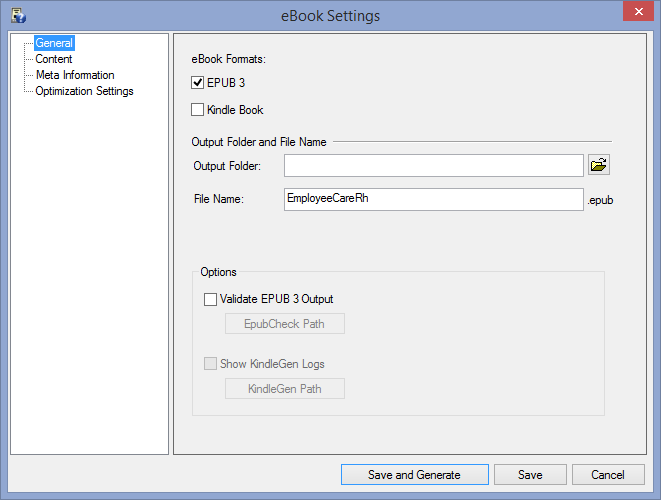 eBook Settings
General
Content
Meta Information
Optimization Settings
eBook Formats:
EPUB 3
Kindle Book
Output Folder and File Name
Output Folder:
File Name: EmployeeCareRh .epub
Options
Validate EPUB 3 Output
EpubCheck Path
Show KindleGen Logs
KindleGen Path
Save and Generate Save Cancel